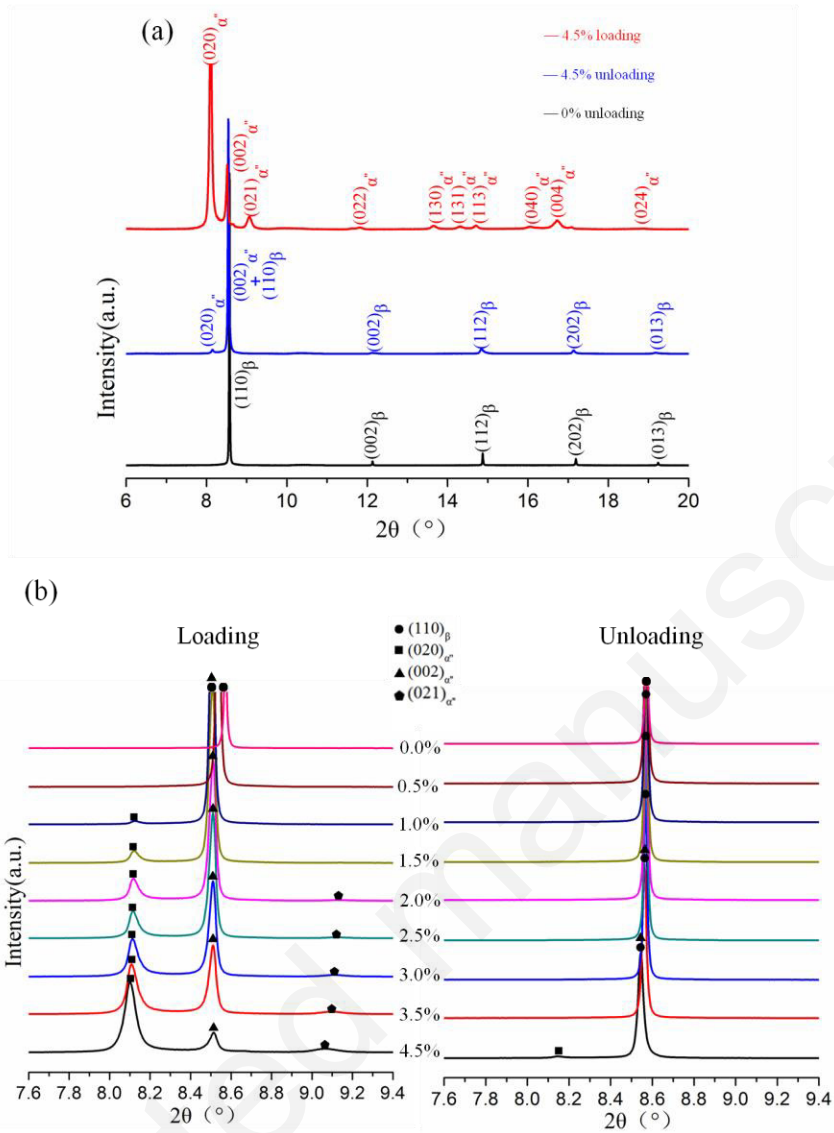 (a)
— 4.5% loading
— 4.5% unloading
— 0% unloading
(020)α"
(002)α"
(021)α"
(022)α"
(130)α"
(131)α"
(113)α"
(040)α"
(004)α"
(024)α"
(020)α"
(002)α"
+
(110)β
(002)β
(112)β
(202)β
(013)β
(110)β
(002)β
(112)β
(202)β
(013)β
Intensity(a.u.)
6 8 10 12 14 16 18 20
2θ (°)
(b)
Loading
(110)β
(020)α"
(002)α"
(021)α"
Unloading
0.0%
0.5%
1.0%
1.5%
2.0%
2.5%
3.0%
3.5%
4.5%
Intensity(a.u.)
7.6 7.8 8.0 8.2 8.4 8.6 8.8 9.0 9.2 9.4
2θ (°)
7.6 7.8 8.0 8.2 8.4 8.6 8.8 9.0 9.2 9.4
2θ (°)